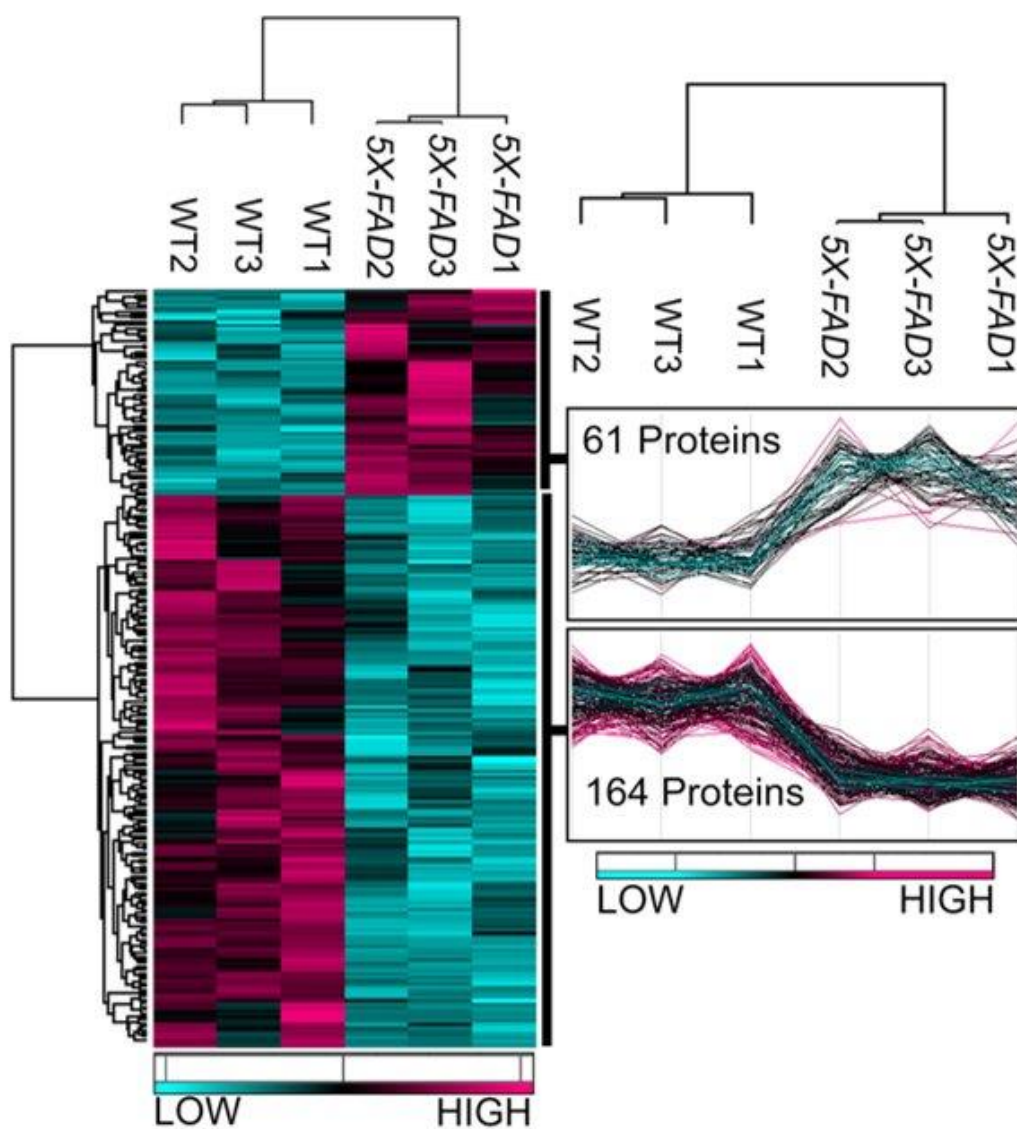 WT2
WT3
WT1
5X-FAD2
5X-FAD3
5X-FAD1
WT2
WT3
WT1
5X-FAD2
5X-FAD3
5X-FAD1
61 Proteins
164 Proteins
LOW HIGH
LOW HIGH